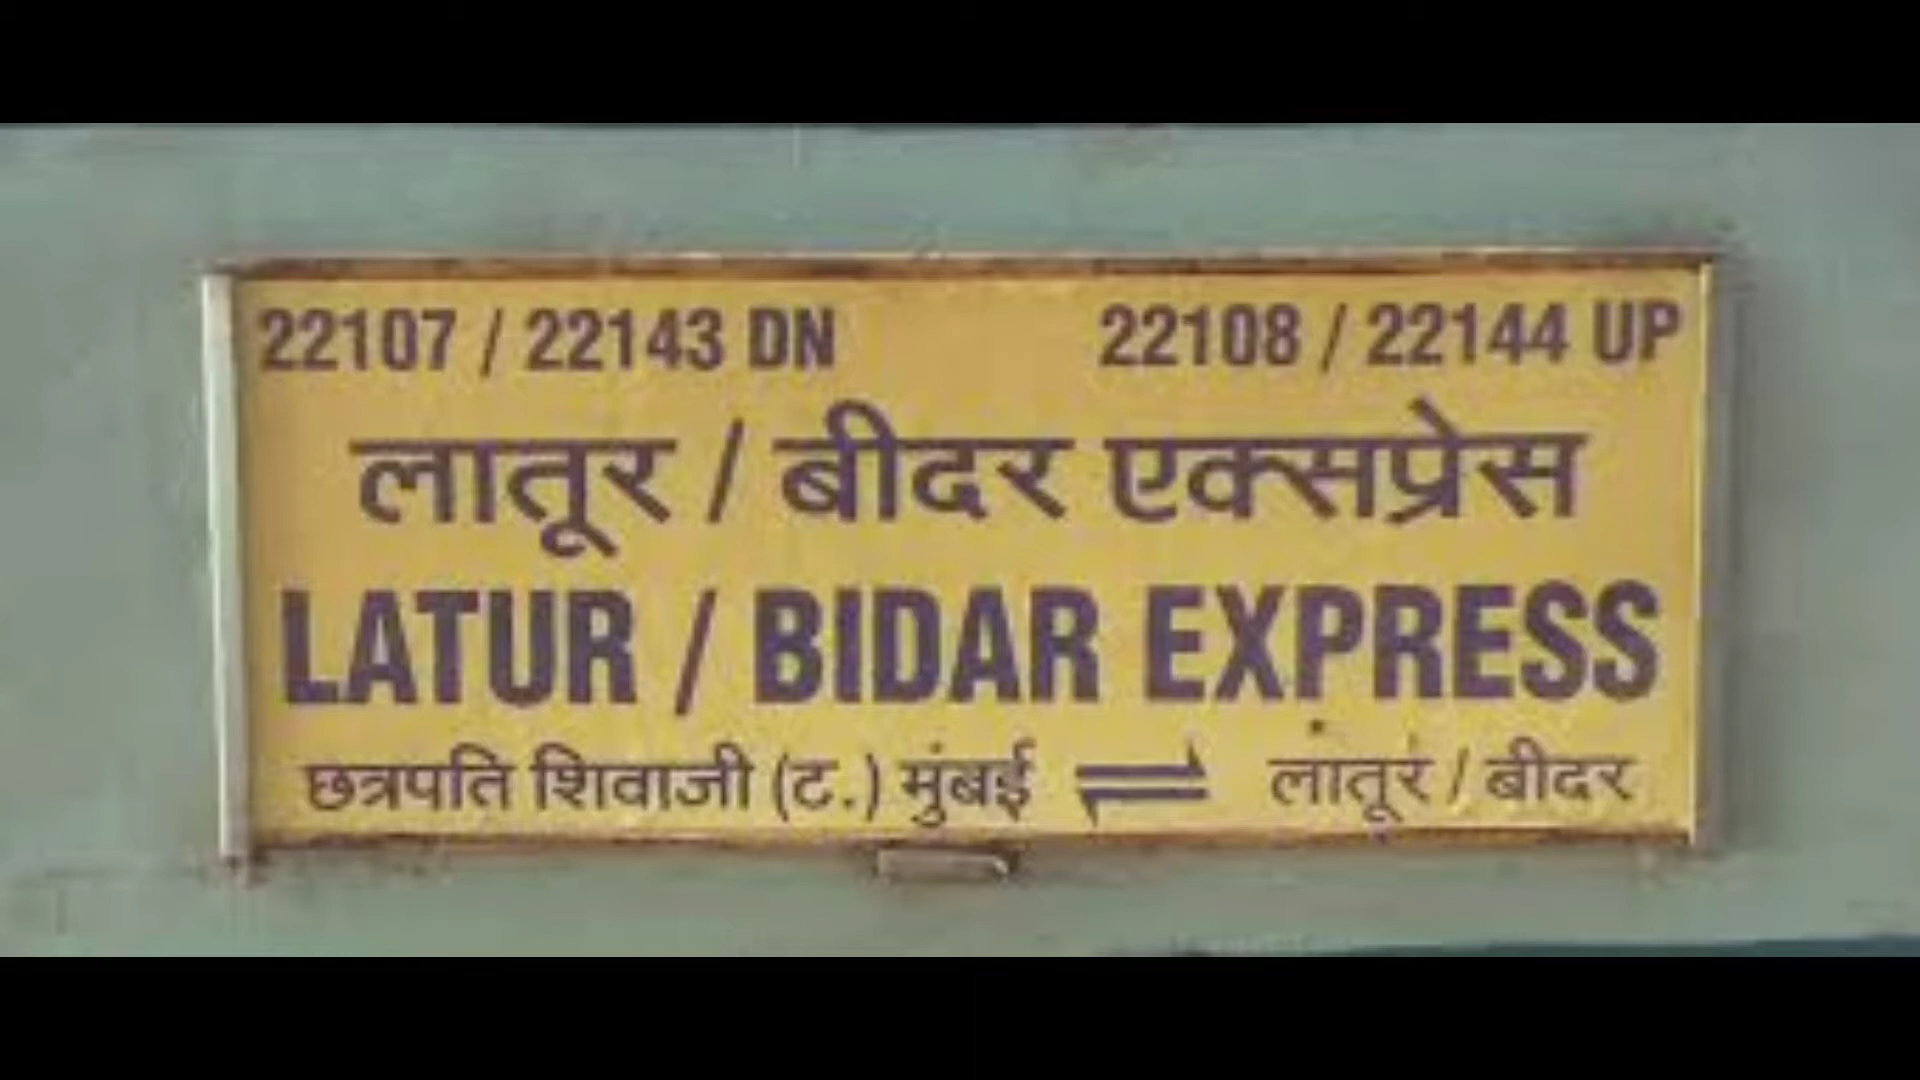 22107 / 22143 DN 22108 / 22144 UP
लातूर / बीदर एक्सप्रेस
LATUR / BIDAR EXPRESS
छत्रपति शिवाजी (ट.) मुंबई ⇌ लातूर / बीदर